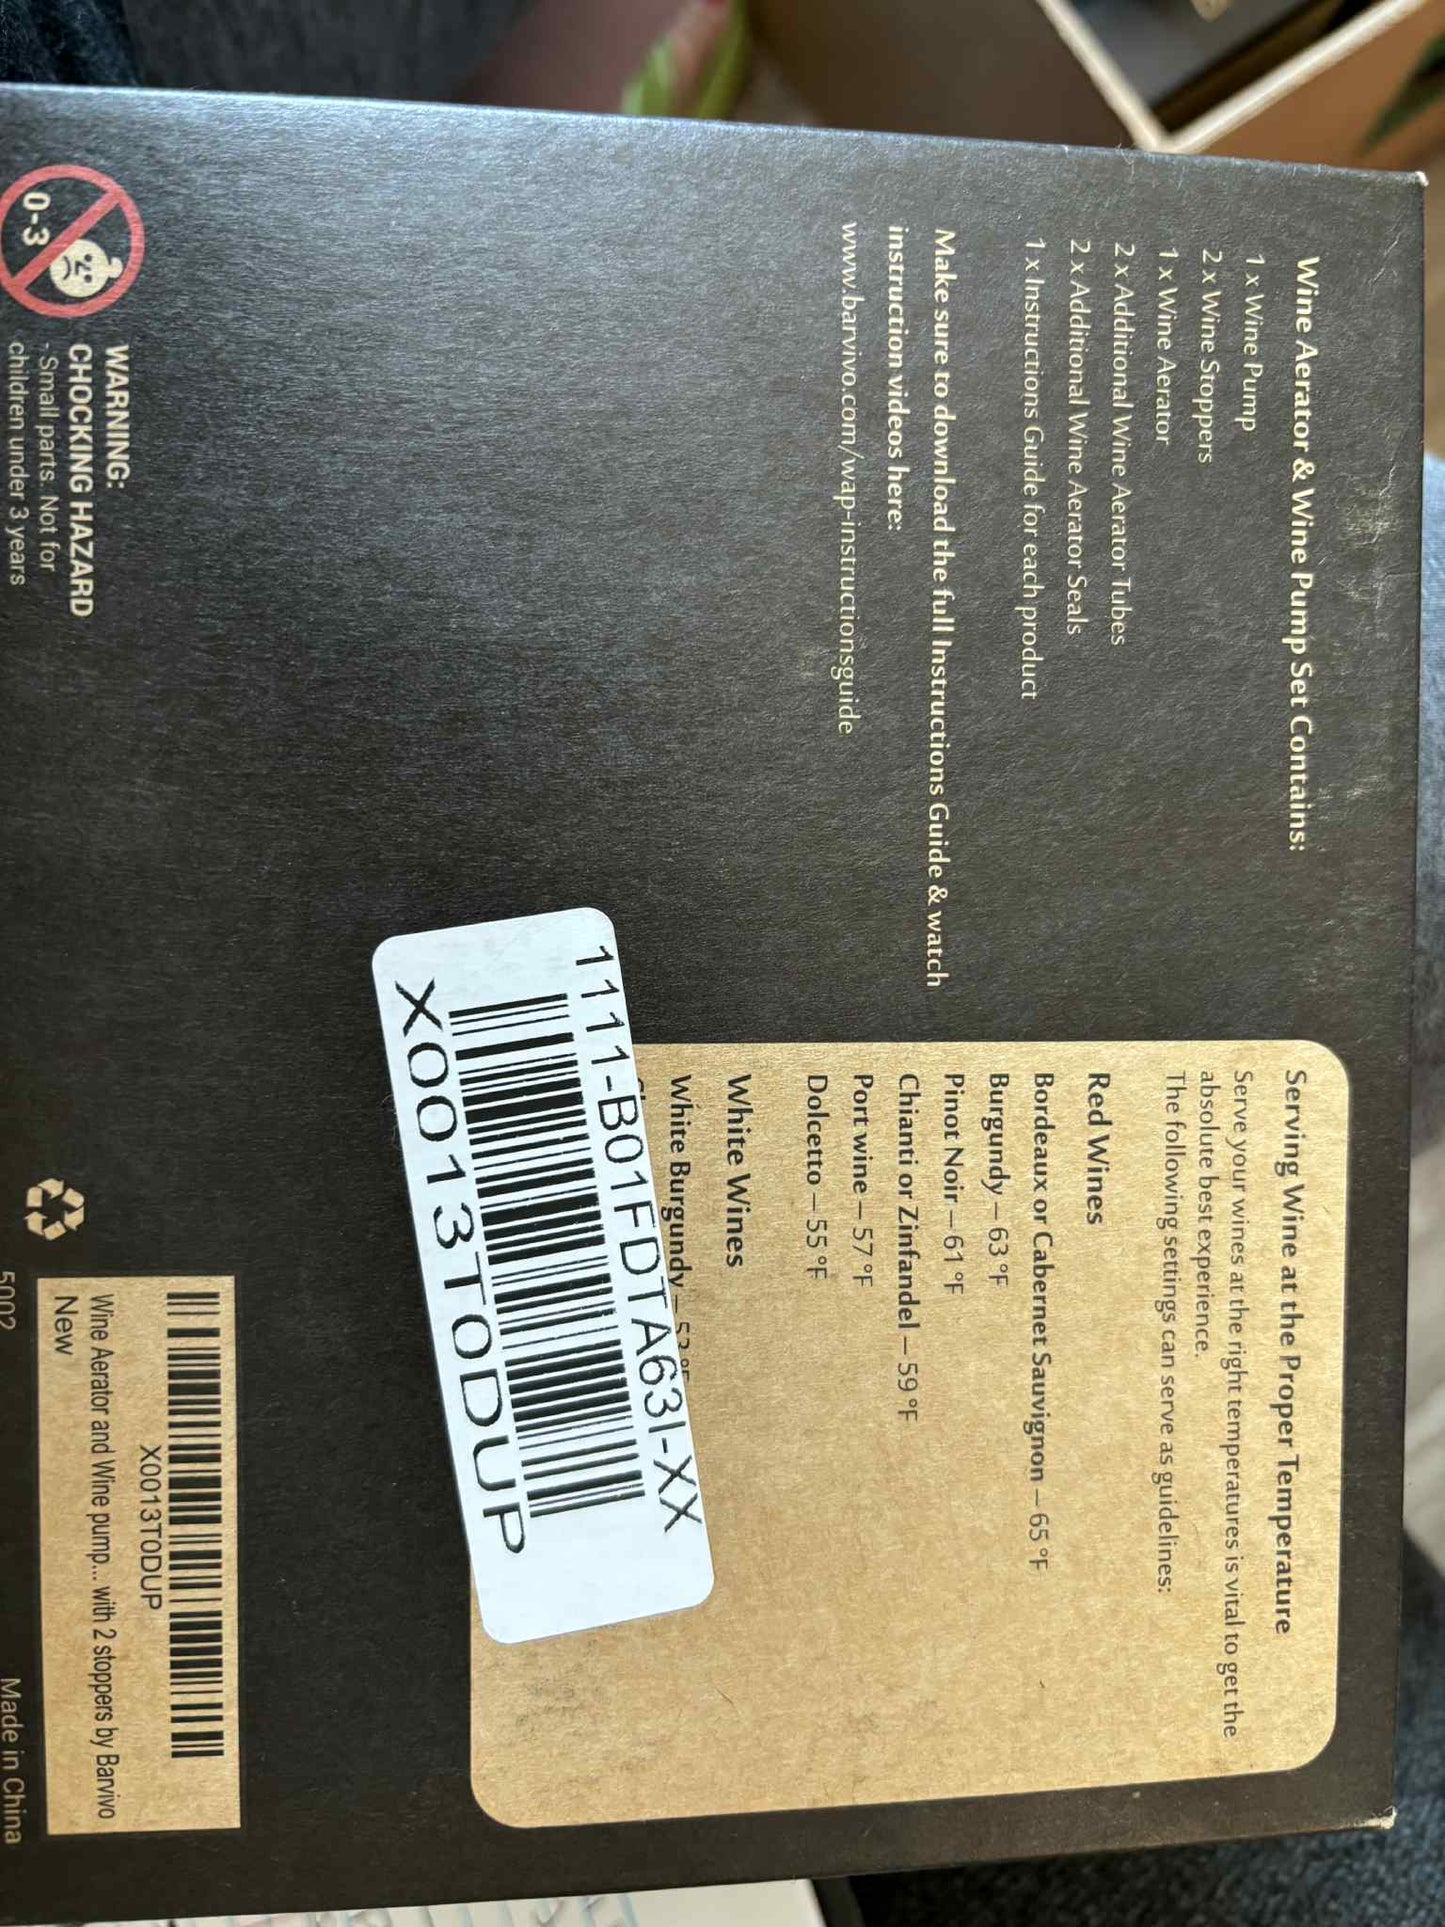 Wine Aerator & Wine Pump Set Contains:
1 x Wine Pump
2 x Wine Stoppers
1 x Wine Aerator
2 x Additional Wine Aerator Tubes
2 x Additional Wine Aerator Seals
1 x Instructions Guide for each product
Make sure to download the full Instructions Guide & watch
instruction videos here:
www.barvivo.com/wap-instructionsguide
Serving Wine at the Proper Temperature
Serve your wines at the right temperatures is vital to get the
absolute best experience.
The following settings can serve as guidelines:
Red Wines
Bordeaux or Cabernet Sauvignon – 65 °F
Burgundy – 63 °F
Pinot Noir – 61 °F
Chianti or Zinfandel – 59 °F
Port wine – 57 °F
Dolcetto – 55 °F
White Wines
White Burgundy –
1111-B01FDTA63I-XX
X0013T0DUP
0-3
WARNING:
CHOCKING HAZARD
- Small parts. Not for
children under 3 years
X0013T0DUP
Wine Aerator and Wine pump... with 2 stoppers by Barvivo
New
5002
Made in China